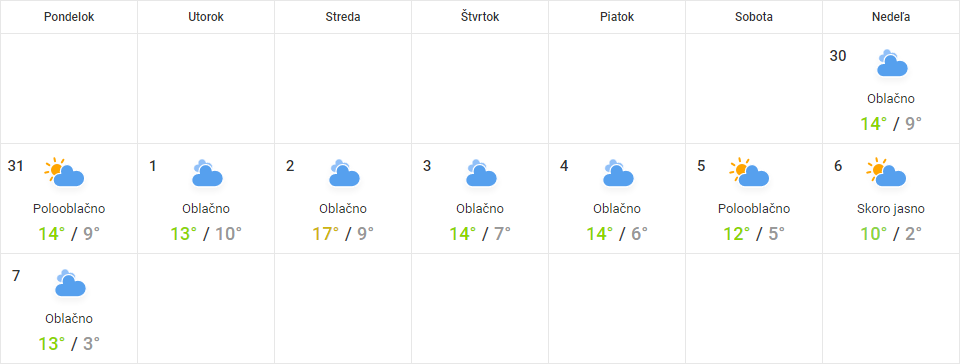 Pondelok Utorok Streda Štvrtok Piatok Sobota Nedeľa
30
Oblačno
14° / 9°
31 1 2 3 4 5 6
Polooblačno Oblačno Oblačno Oblačno Oblačno Polooblačno Skoro jasno
14° / 9° 13° / 10° 17° / 9° 14° / 7° 14° / 6° 12° / 5° 10° / 2°
7
Oblačno
13° / 3°